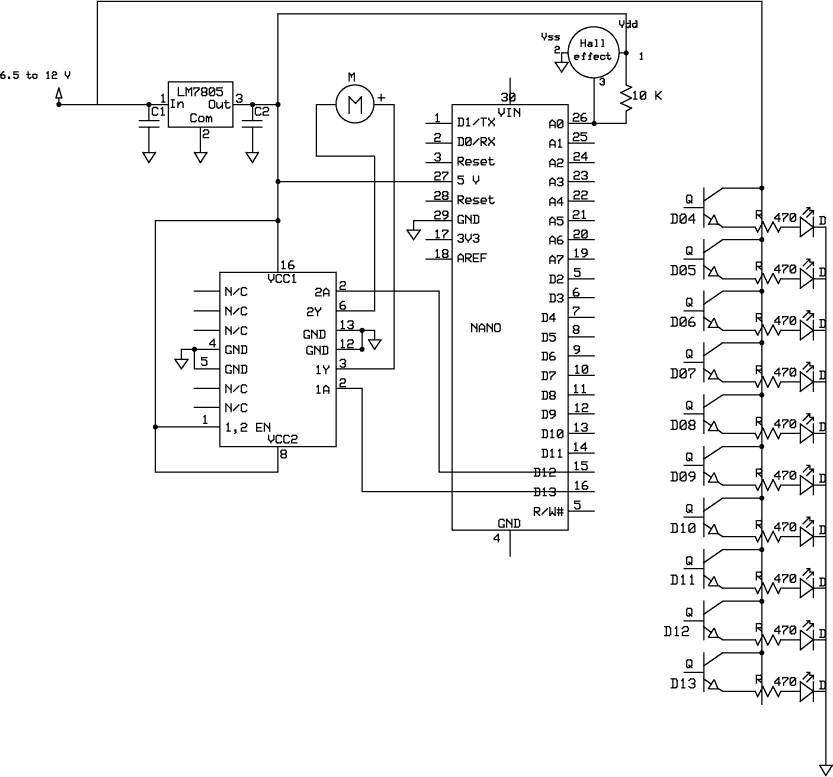 Vdd
Vss
2
Hall
effect
1
3
10 K
6.5 to 12 V
LM7805
1
In
Out
3
Com
2
C1
C2
M
M
+
30
VIN
1
D1/TX
2
D0/RX
3
Reset
27
5 V
28
Reset
29
GND
17
3V3
18
AREF
NANO
A0
26
A1
25
A2
24
A3
23
A4
22
A5
21
A6
20
A7
19
D2
5
D3
6
D4
7
D5
8
D6
9
D7
10
D8
11
D9
12
D10
13
D11
14
D12
15
D13
16
R/W#
5
GND
4
16
VCC1
N/C
N/C
N/C
4
GND
5
GND
N/C
N/C
1
1,2 EN
VCC2
8
2A
2
2Y
6
GND
13
GND
12
1Y
3
1A
2
Q
D04
R 470 D
Q
D05
R 470 D
Q
D06
R 470 D
Q
D07
R 470 D
Q
D08
R 470 D
Q
D09
R 470 D
Q
D10
R 470 D
Q
D11
R 470 D
Q
D12
R 470 D
Q
D13
R 470 D